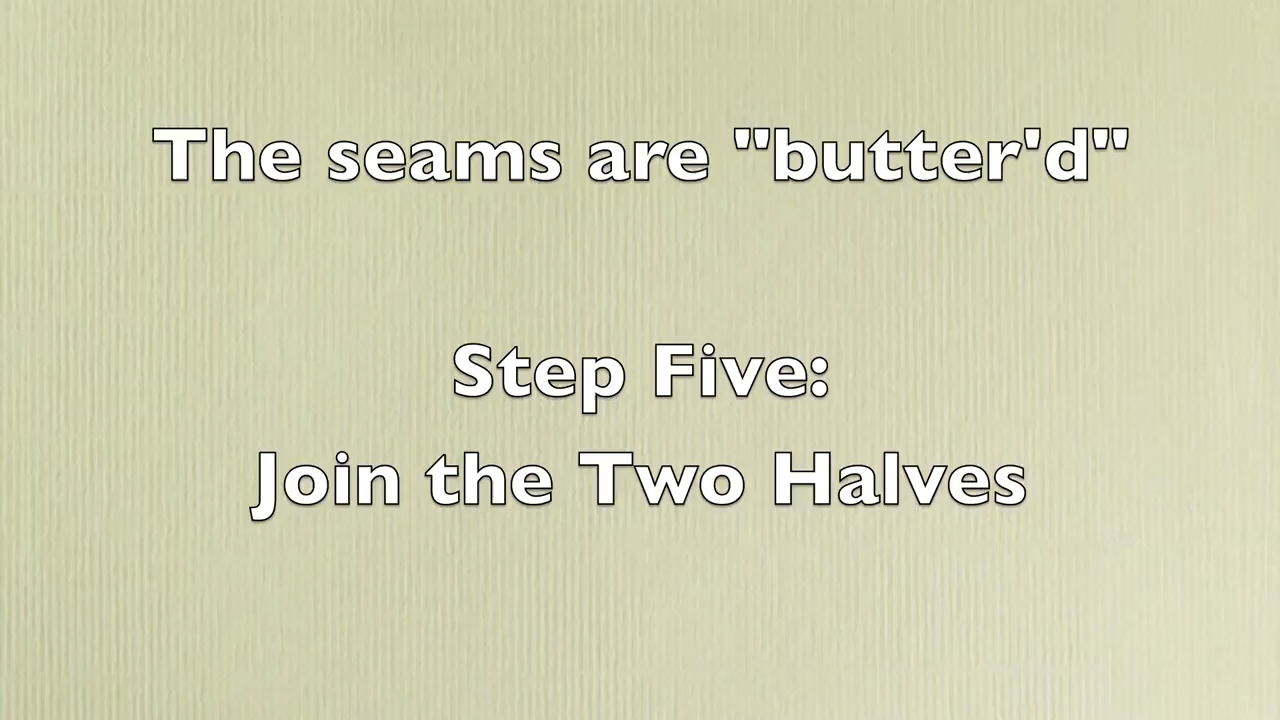 The seams are "butter'd"
Step Five:
Join the Two Halves